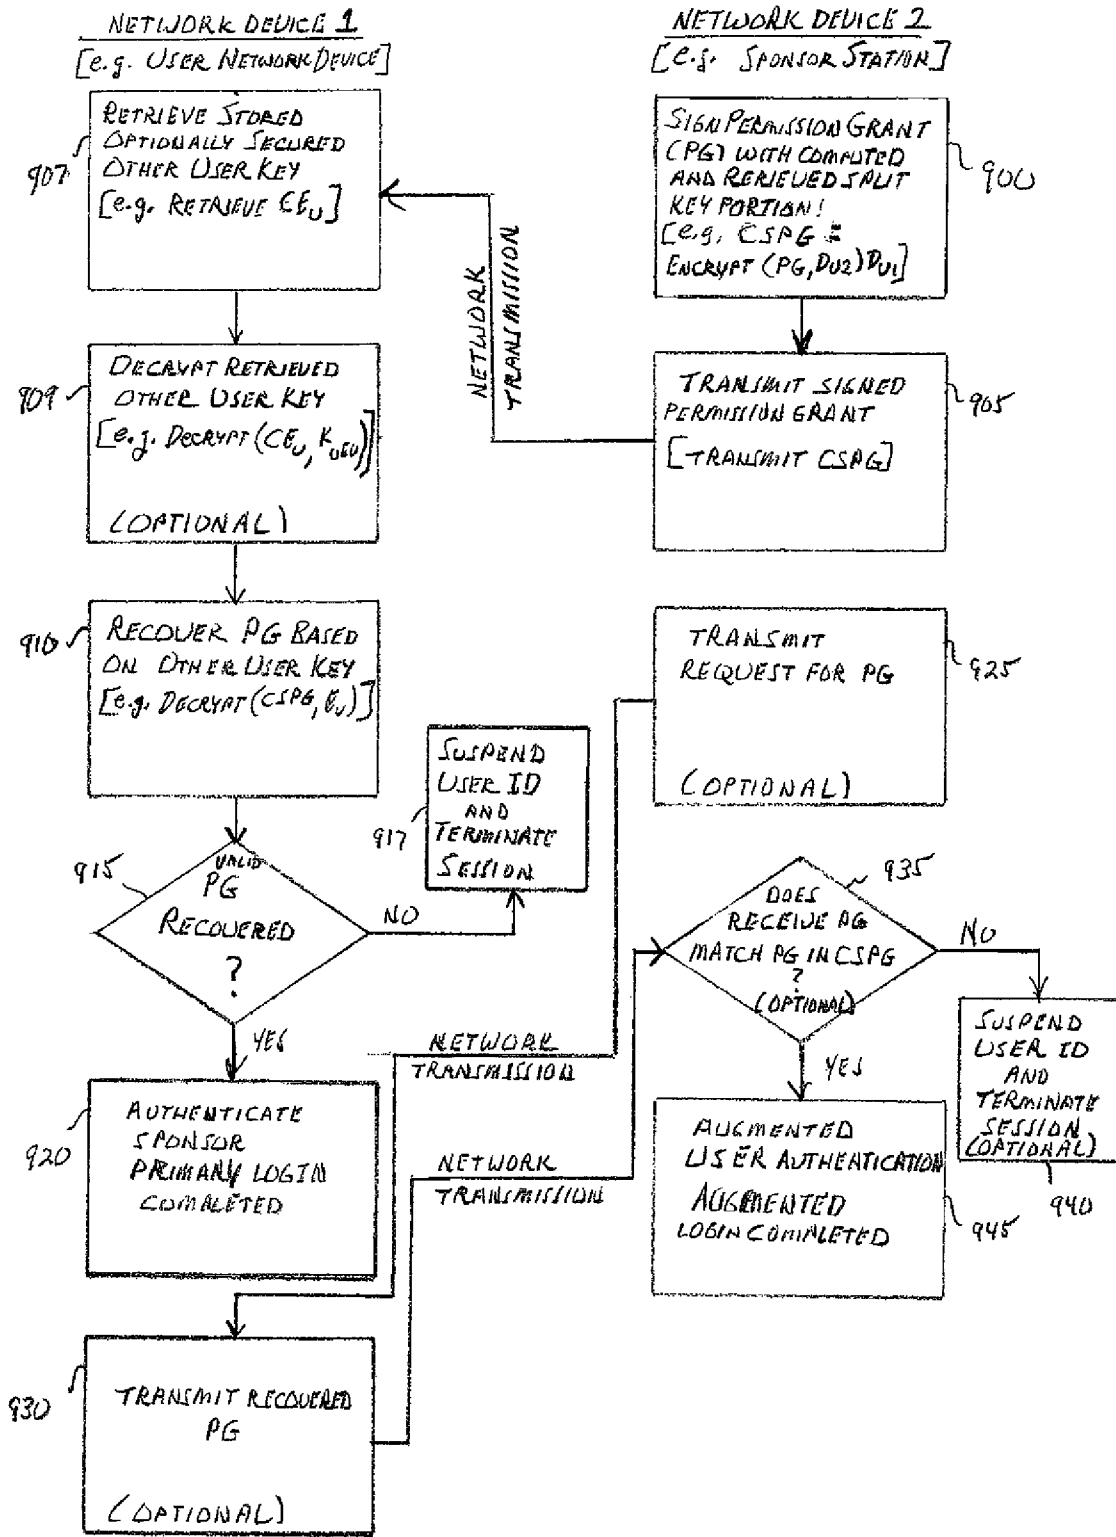 NETWORK DEVICE 1
[e.g. USER NETWORK DEVICE]
907
RETRIEVE STORED
OPTIONALLY SECURED
OTHER USER KEY
[e.g. RETRIEVE CEU]
909
DECRYPT RETRIEVED
OTHER USER KEY
[e.g. DECRYPT (CEU, KUEU)]
(OPTIONAL)
910
RECOVER PG BASED
ON OTHER USER KEY
[e.g. DECRYPT (CSPG, EU)]
915
VALID
PG
RECOVERED
?
NO
YES
917
SUSPEND
USER ID
AND
TERMINATE
SESSION
920
AUTHENTICATE
SPONSOR
PRIMARY LOGIN
COMPLETED
930
TRANSMIT RECOVERED
PG
(OPTIONAL)
NETWORK
TRANSMISSION
NETWORK
TRANSMISSION
NETWORK
TRANSMISSION
NETWORK DEVICE 2
[e.g. SPONSOR STATION]
SIGN PERMISSION GRANT
(PG) WITH COMPUTED
AND RERIEVED SPLIT
KEY PORTION!
[e.g. CSPG =
ENCRYPT (PG, DU2) DU1]
900
TRANSMIT SIGNED
PERMISSION GRANT
[TRANSMIT CSPG]
905
TRANSMIT
REQUEST FOR PG
(OPTIONAL)
925
935
DOES
RECEIVE PG
MATCH PG IN CSPG
?
(OPTIONAL)
NO
YES
SUSPEND
USER ID
AND
TERMINATE
SESSION
(OPTIONAL)
940
AUGMENTED
USER AUTHENTICATION
AUGMENTED
LOGIN COMPLETED
945